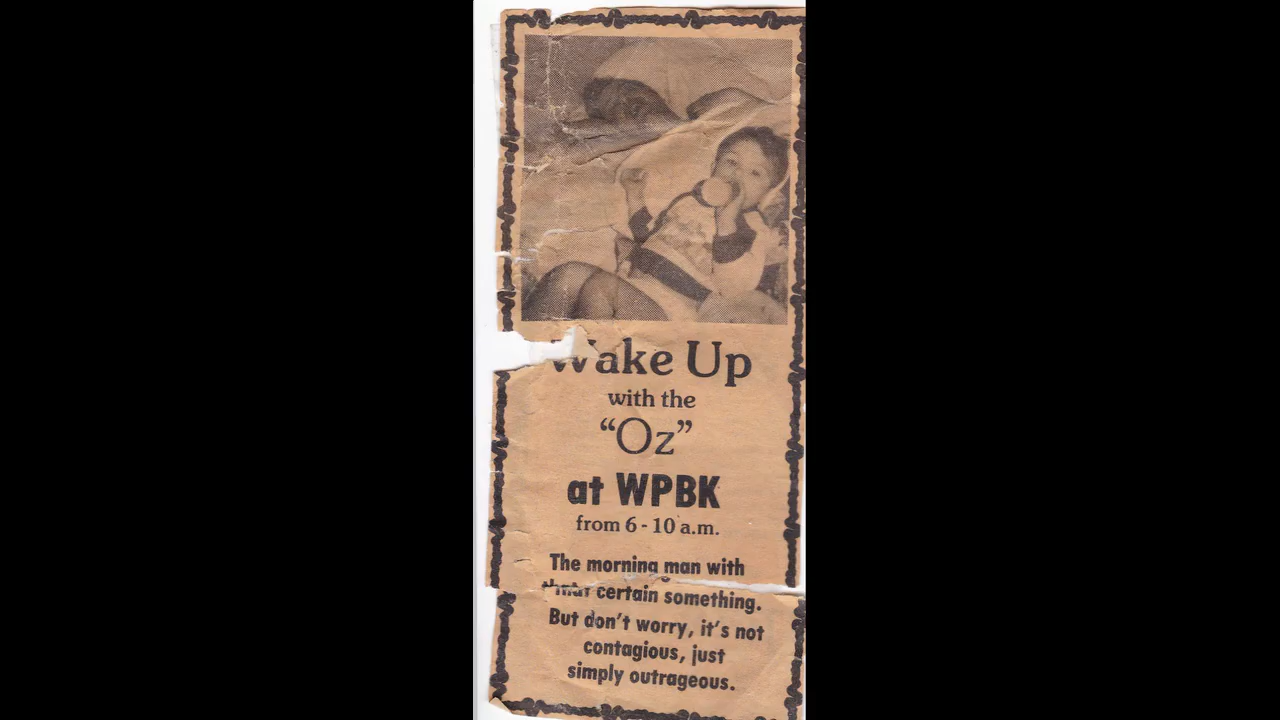 Wake Up
with the
“Oz”
at WPBK
from 6 - 10 a.m.
The morning man with
that certain something.
But don’t worry, it’s not
contagious, just
simply outrageous.